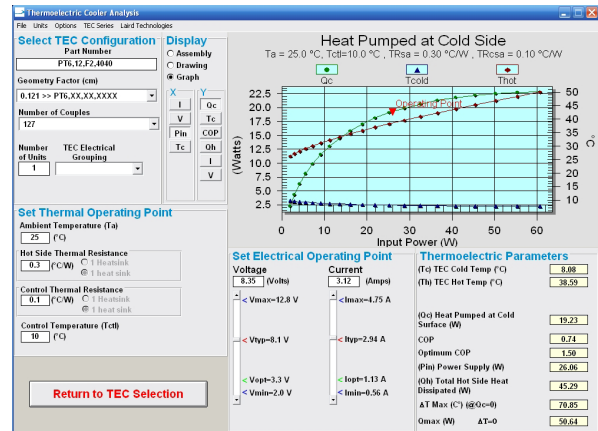 Thermoelectric Cooler Analysis
File Units Options TEC Series Laird Technologies
Select TEC Configuration
Part Number
PT6,12,F2,4040
Geometry Factor (cm)
0.121 >> PT6,XX,XX,XXXX
Number of Couples
127
Number of Units
TEC Electrical Grouping
1
Display
Assembly
Drawing
Graph
X Y
I Qc
V Tc
Pin COP
Tc Qh
I
V
Heat Pumped at Cold Side
Ta = 25.0 °C, Tctl=10.0 °C , TRsa = 0.30 °C/W , TRcsa = 0.10 °C/W
Qc Tcold Thot
Operating Point
22.5
20.0
17.5
15.0
12.5
10.0
7.5
5.0
2.5
(Watts)
50
40
35
30
25
20
15
10
°C
0 10 20 30 40 50 60
Input Power (W)
Set Thermal Operating Point
Ambient Temperature (Ta)
25 (°C)
Hot Side Thermal Resistance
0.3 (°C/W) 1 Heatsink
1 heat sink
Control Thermal Resistance
0.1 (°C/W) 1 Heatsink
1 heat sink
Control Temperature (Tctl)
10 (°C)
Return to TEC Selection
Set Electrical Operating Point
Voltage Current
8.35 (Volts) 3.12 (Amps)
< Vmax=12.8 V < Imax=4.75 A
< Vtyp=8.1 V < Ityp=2.94 A
< Vopt=3.3 V < Iopt=1.13 A
< Vmin=2.0 V < Imin=0.56 A
Thermoelectric Parameters
(Tc) TEC Cold Temp (°C) 8.08
(Th) TEC Hot Temp (°C) 38.59
(Qc) Heat Pumped at Cold Surface (W) 19.23
COP 0.74
Optimum COP 1.50
(Pin) Power Supply (W) 26.06
(Qh) Total Hot Side Heat Dissipated (W) 45.29
ΔT Max (C°) (@Qc=0) 70.85
Qmax (W) ΔT=0 50.64